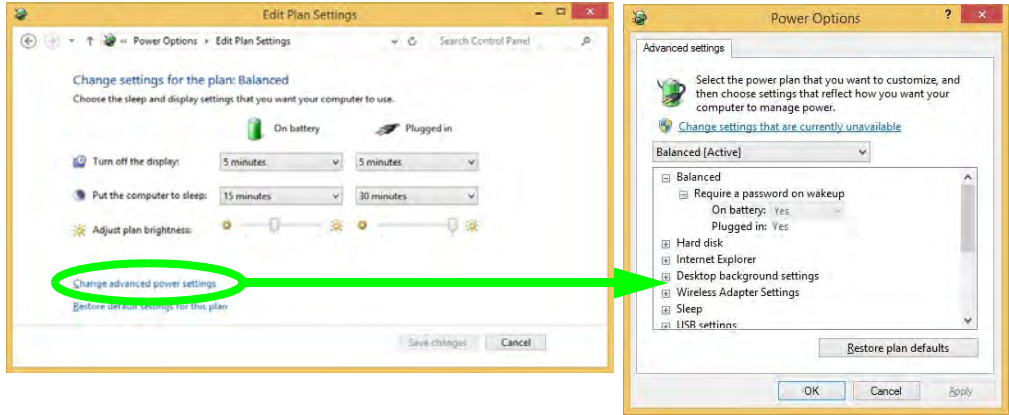 Edit Plan Settings
« Power Options › Edit Plan Settings
Search Control Panel
Change settings for the plan: Balanced
Choose the sleep and display settings that you want your computer to use.
On battery
Plugged in
Turn off the display: 5 minutes 5 minutes
Put the computer to sleep: 15 minutes 30 minutes
Adjust plan brightness:
Change advanced power settings
Restore default settings for this plan
Save changes Cancel
Power Options ?
Advanced settings
Select the power plan that you want to customize, and
then choose settings that reflect how you want your
computer to manage power.
Change settings that are currently unavailable
Balanced [Active]
Balanced
Require a password on wakeup
On battery: Yes
Plugged in: Yes
Hard disk
Internet Explorer
Desktop background settings
Wireless Adapter Settings
Sleep
USB settings
Restore plan defaults
OK Cancel Apply